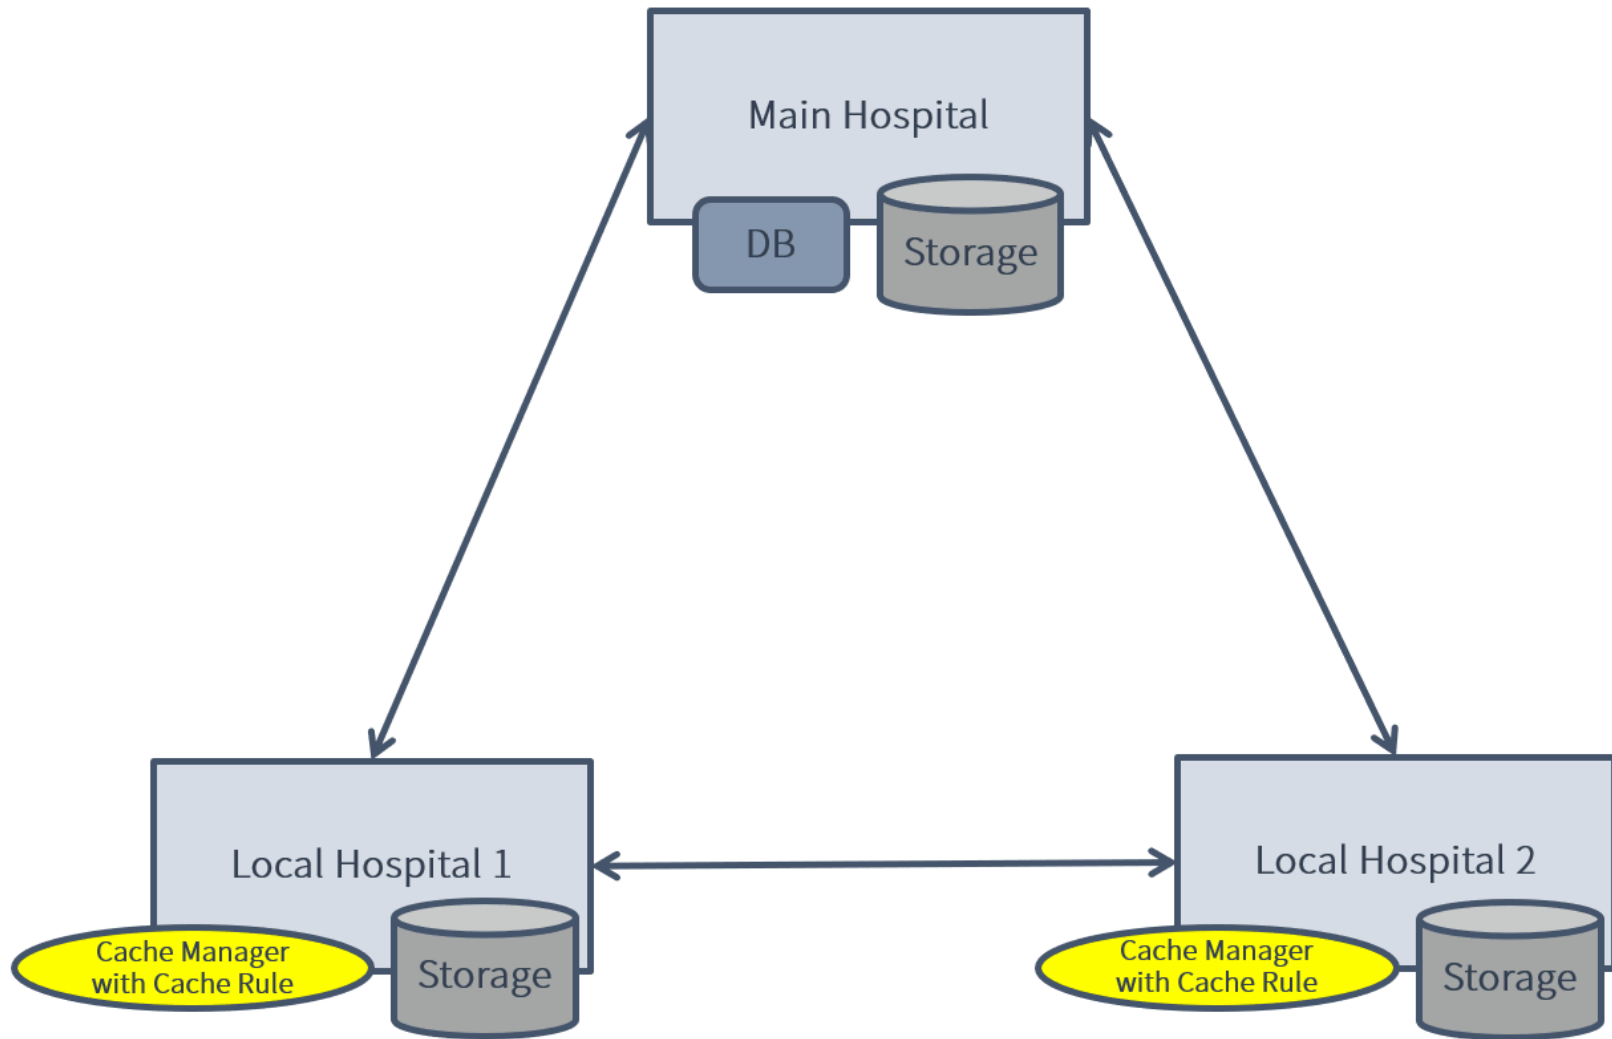 Main Hospital
DB
Storage
Local Hospital 1
Cache Manager
with Cache Rule
Storage
Local Hospital 2
Cache Manager
with Cache Rule
Storage